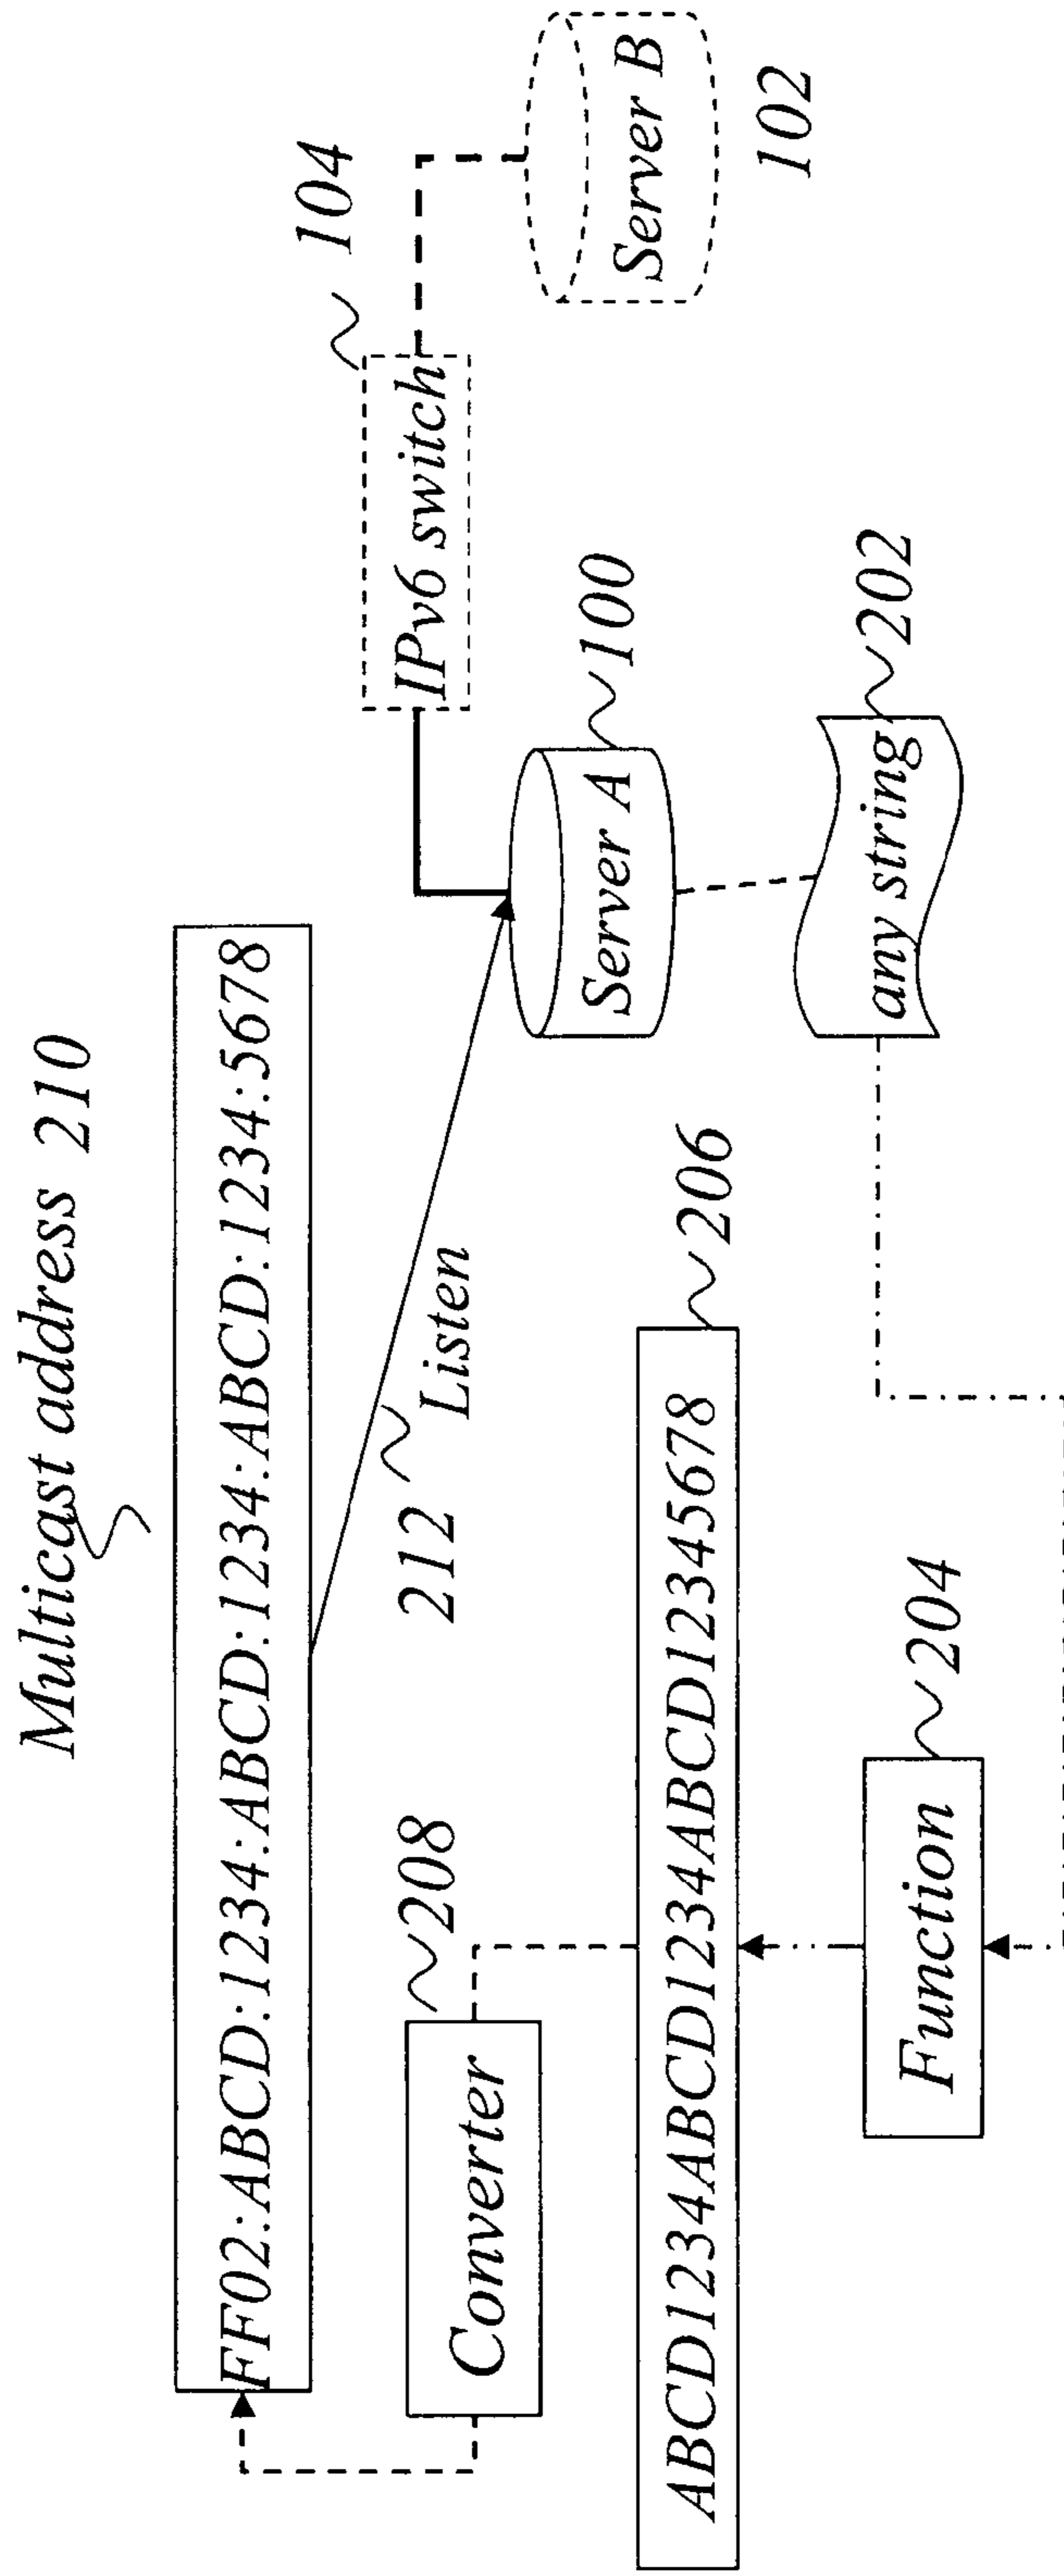 Multicast address 210
FF02:ABCD:1234:ABCD:1234:ABCD:1234:5678
104
IPv6 switch
208
212 Listen
Converter
Server A
100
Server B
102
ABCD1234ABCD1234ABCD12345678
206
any string
202
Function
204